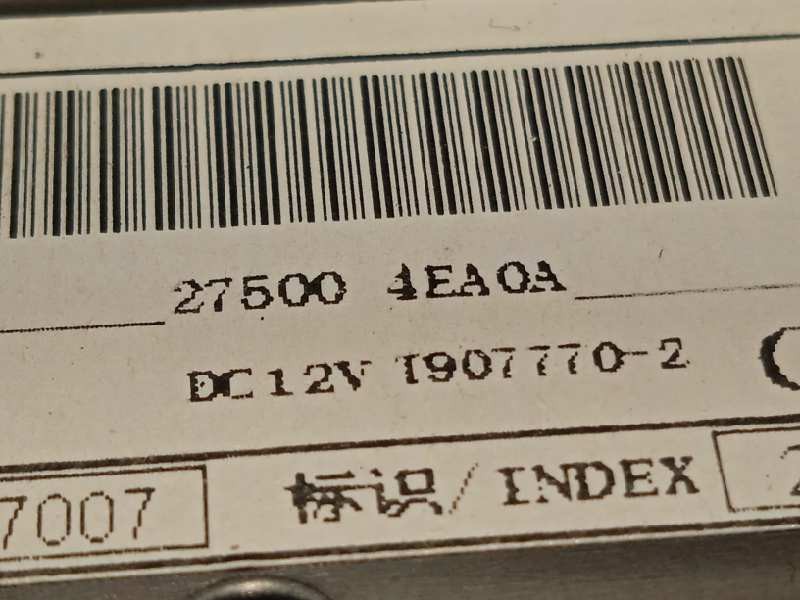 27500 4EA0A
DC12V I907770-2
7007 标识/ INDEX